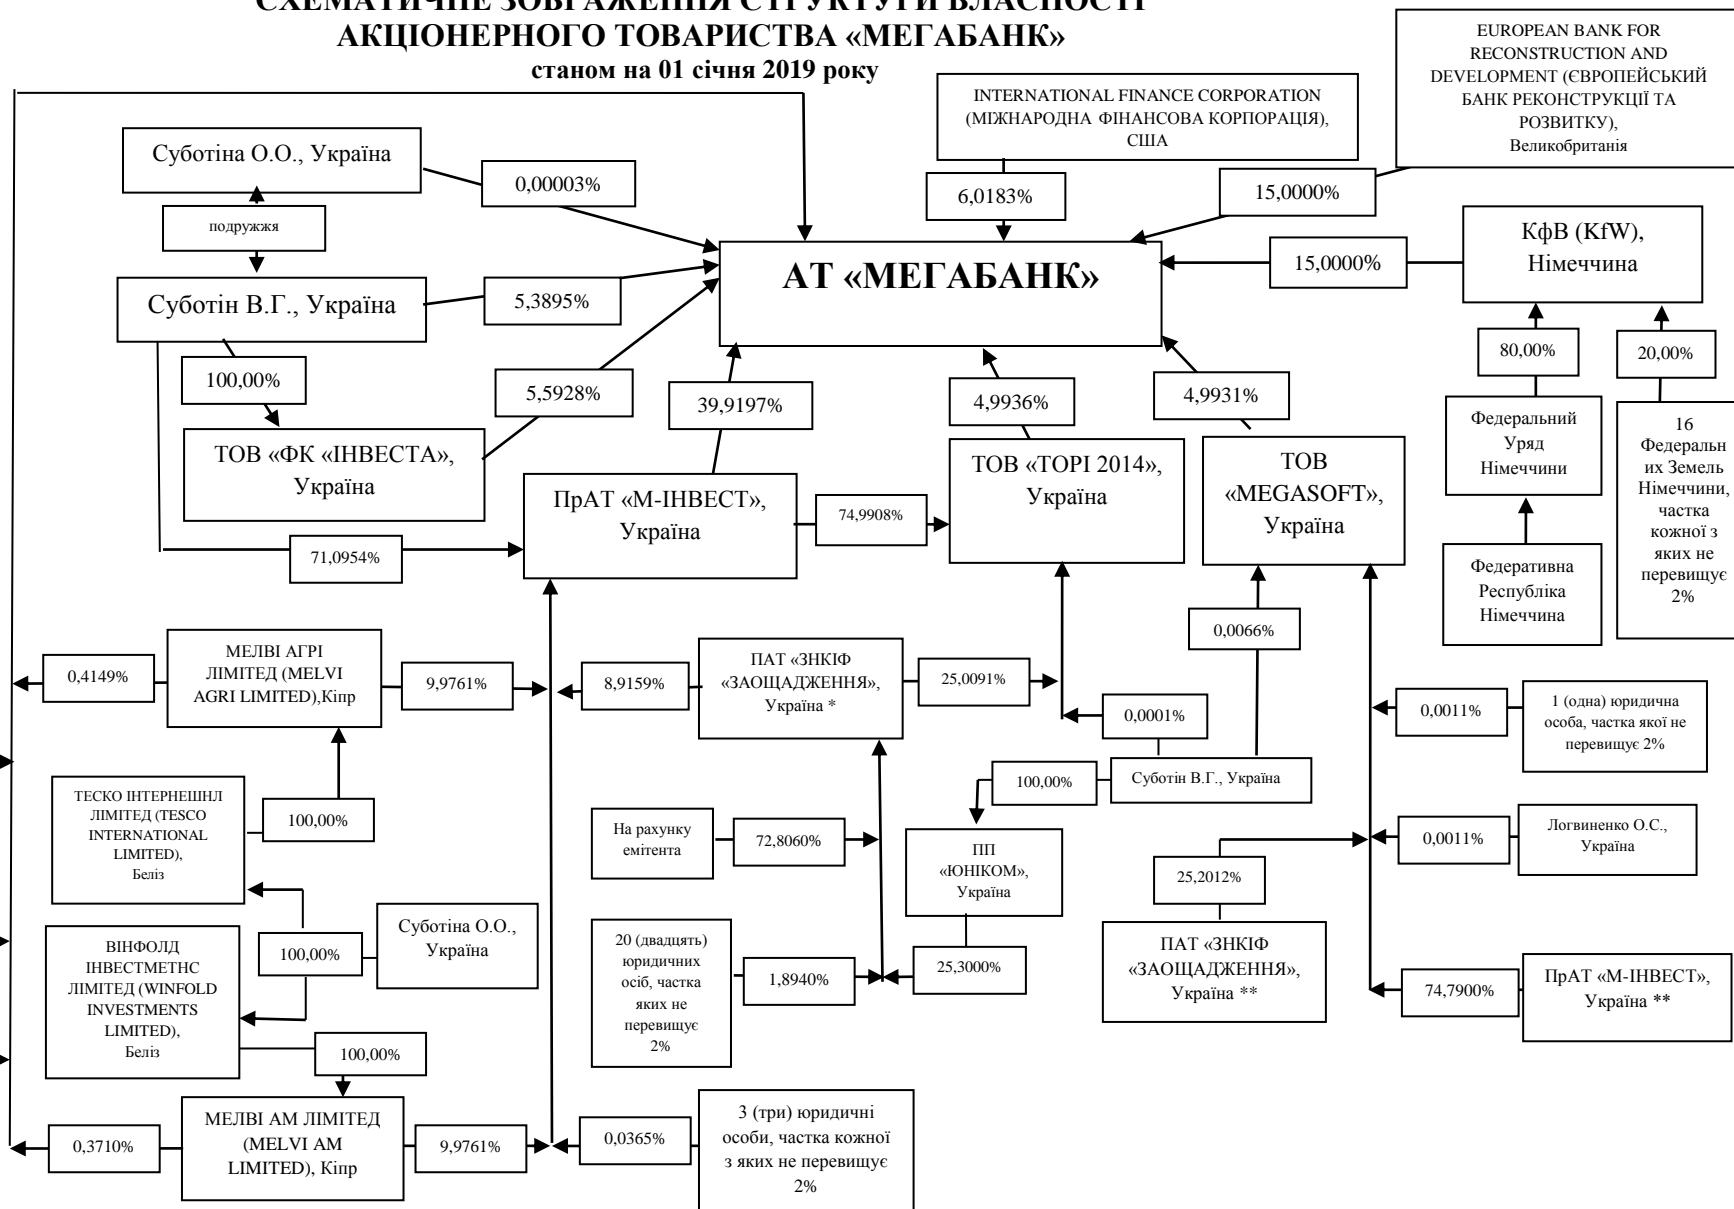 СХЕМАТИЧНЕ ЗОБРАЖЕННЯ СТРУКТУРИ ВЛАСНОСТІ
АКЦІОНЕРНОГО ТОВАРИСТВА «МЕГАБАНК»
станом на 01 січня 2019 року
EUROPEAN BANK FOR
RECONSTRUCTION AND
DEVELOPMENT (ЄВРОПЕЙСЬКИЙ
БАНК РЕКОНСТРУКЦІЇ ТА
РОЗВИТКУ),
Великобританія
INTERNATIONAL FINANCE CORPORATION
(МІЖНАРОДНА ФІНАНСОВА КОРПОРАЦІЯ),
США
Суботіна О.О., Україна
0,00003%
6,0183%
15,0000%
подружжя
КфВ (KfW),
Німеччина
15,0000%
АТ «МЕГАБАНК»
Суботін В.Г., Україна
5,3895%
100,00%
5,5928%
39,9197%
4,9936%
4,9931%
80,00%
20,00%
ТОВ «ФК «ІНВЕСТА»,
Україна
ПрАТ «М-ІНВЕСТ»,
Україна
74,9908%
ТОВ «ТОРІ 2014»,
Україна
ТОВ
«MEGASOFT»,
Україна
Федеральний
Уряд
Німеччини
16
Федеральн
их Земель
Німеччини,
частка
кожної з
яких не
перевищує
2%
71,0954%
Федеративна
Республіка
Німеччина
0,4149%
МЕЛВІ АГРІ
ЛІМІТЕД (MELVI
AGRI LIMITED),Кіпр
9,9761%
8,9159%
ПАТ «ЗНКІФ
«ЗАОЩАДЖЕННЯ»,
Україна *
25,0091%
0,0066%
0,0001%
0,0011%
1 (одна) юридична
особа, частка якої не
перевищує 2%
100,00%
Суботін В.Г., Україна
ТЕСКО ІНТЕРНЕШНЛ
ЛІМІТЕД (TESCO
INTERNATIONAL
LIMITED),
Беліз
100,00%
На рахунку
емітента
72,8060%
ПП
«ЮНІКОМ»,
Україна
25,2012%
0,0011%
Логвиненко О.С.,
Україна
ВІНФОЛД
ІНВЕСТМЕТНС
ЛІМІТЕД (WINFOLD
INVESTMENTS
LIMITED),
Беліз
100,00%
Суботіна О.О.,
Україна
20 (двадцять)
юридичних
осіб, частка
яких не
перевищує
2%
1,8940%
25,3000%
ПАТ «ЗНКІФ
«ЗАОЩАДЖЕННЯ»,
Україна **
74,7900%
ПрАТ «М-ІНВЕСТ»,
Україна **
100,00%
0,3710%
МЕЛВІ АМ ЛІМІТЕД
(MELVI AM
LIMITED), Кіпр
9,9761%
0,0365%
3 (три) юридичні
особи, частка кожної
з яких не перевищує
2%